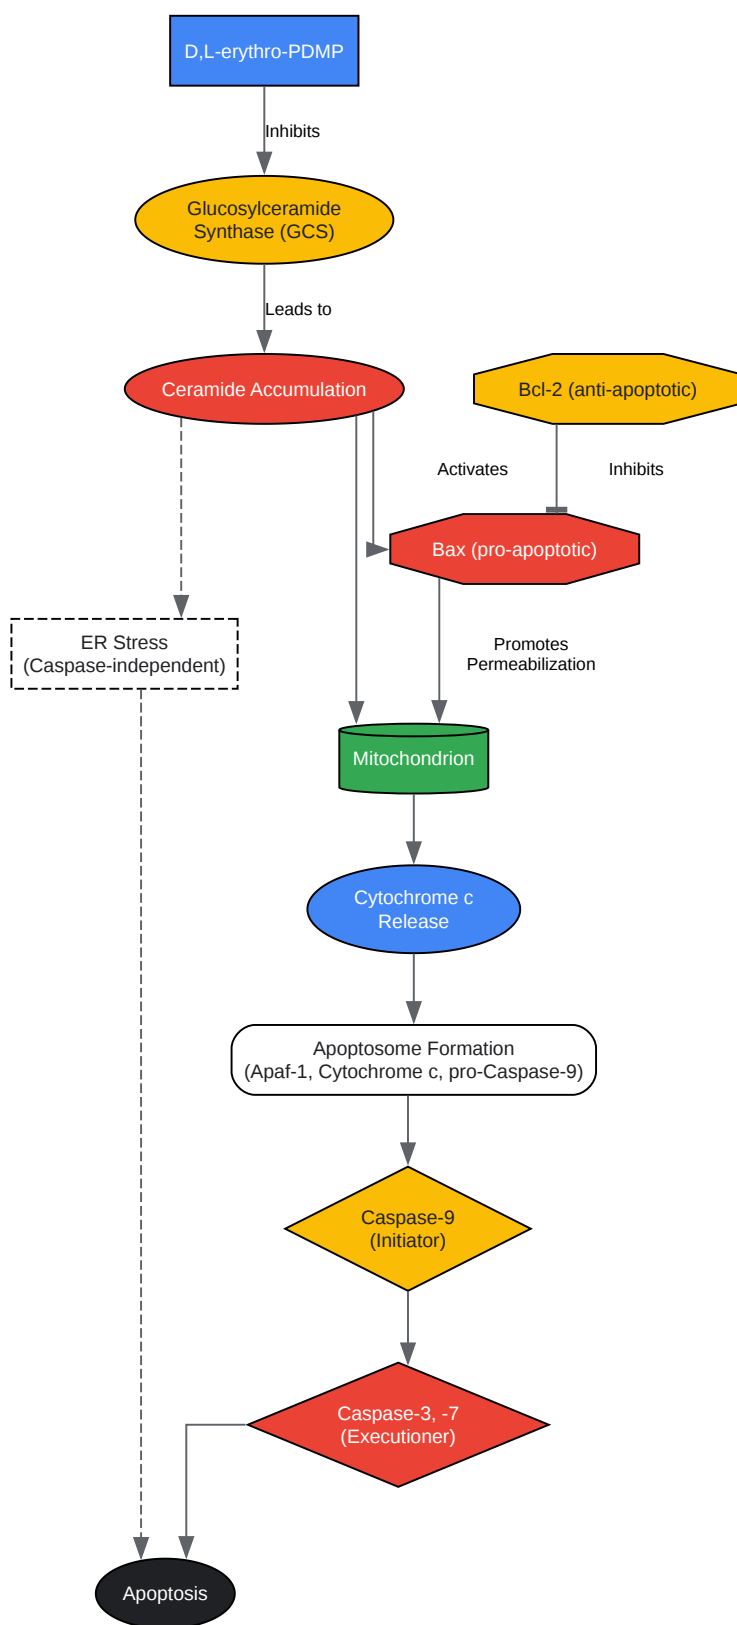 D,L-erythro-PDMP
Inhibits
Glucosylceramide
Synthase (GCS)
Leads to
Ceramide Accumulation
Bcl-2 (anti-apoptotic)
Activates
Inhibits
Bax (pro-apoptotic)
ER Stress
(Caspase-independent)
Promotes
Permeabilization
Mitochondrion
Cytochrome c
Release
Apoptosome Formation
(Apaf-1, Cytochrome c, pro-Caspase-9)
Caspase-9
(Initiator)
Caspase-3, -7
(Executioner)
Apoptosis